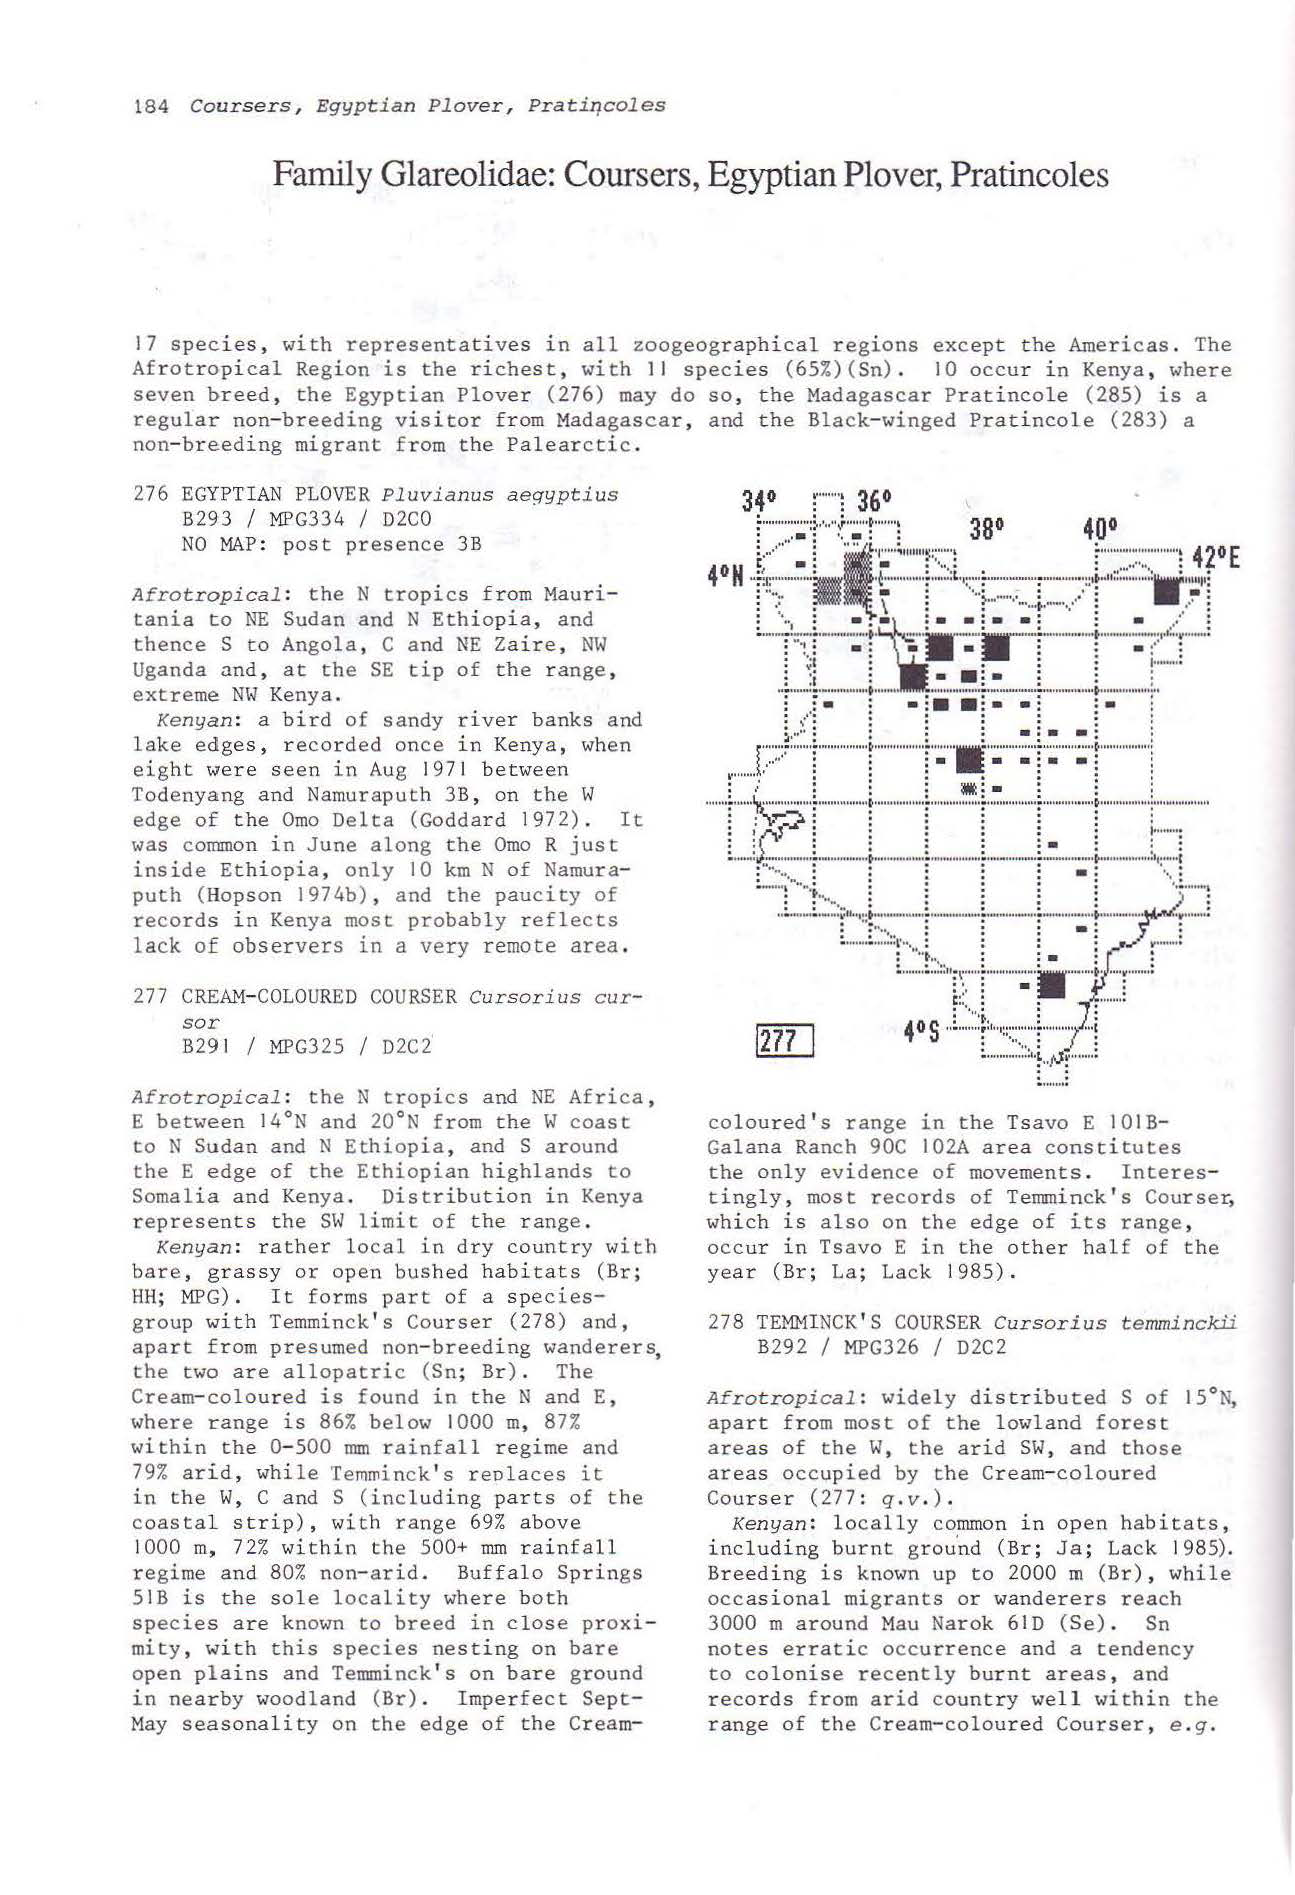 184 Coursers, Egyptian Plover, Pratincoles
Family Glareolidae: Coursers, Egyptian Plover, Pratincoles
17 species, with representatives in all zoogeographical regions except the Americas. The
Afrotropical Region is the richest, with 11 species (65%)(Sn). 10 occur in Kenya, where
seven breed, the Egyptian Plover (276) may do so, the Madagascar Pratincole (285) is a
regular non-breeding visitor from Madagascar, and the Black-winged Pratincole (283) a
non-breeding migrant from the Palearctic.
276 EGYPTIAN PLOVER Pluvianus aegyptius
B293 / MPG334 / D2C0
NO MAP: post presence 3B
Afrotropical: the N tropics from Mauri-
tania to NE Sudan and N Ethiopia, and
thence S to Angola, C and NE Zaire, NW
Uganda and, at the SE tip of the range,
extreme NW Kenya.
Kenyan: a bird of sandy river banks and
lake edges, recorded once in Kenya, when
eight were seen in Aug 1971 between
Todenyang and Namuraputh 3B, on the W
edge of the Omo Delta (Goddard 1972). It
was common in June along the Omo R just
inside Ethiopia, only 10 km N of Namura-
puth (Hopson 1974b), and the paucity of
records in Kenya most probably reflects
lack of observers in a very remote area.
277 CREAM-COLOURED COURSER Cursorius cur-
sor
B291 / MPG325 / D2C2
Afrotropical: the N tropics and NE Africa,
E between 14°N and 20°N from the W coast
to N Sudan and N Ethiopia, and S around
the E edge of the Ethiopian highlands to
Somalia and Kenya. Distribution in Kenya
represents the SW limit of the range.
Kenyan: rather local in dry country with
bare, grassy or open bushed habitats (Br;
HH; MPG). It forms part of a species-
group with Temminck's Courser (278) and,
apart from presumed non-breeding wanderers,
the two are allopatric (Sn; Br). The
Cream-coloured is found in the N and E,
where range is 86% below 1000 m, 87%
within the 0-500 mm rainfall regime and
79% arid, while Temminck's replaces it
in the W, C and S (including parts of the
coastal strip), with range 69% above
1000 m, 72% within the 500+ mm rainfall
regime and 80% non-arid. Buffalo Springs
51B is the sole locality where both
species are known to breed in close proxi-
mity, with this species nesting on bare
open plains and Temminck's on bare ground
in nearby woodland (Br). Imperfect Sept-
May seasonality on the edge of the Cream-
34° 36°
38° 40°
42°E
4°N
4°S
277
coloured's range in the Tsavo E 101B-
Galana Ranch 90C 102A area constitutes
the only evidence of movements. Interes-
tingly, most records of Temminck's Courser,
which is also on the edge of its range,
occur in Tsavo E in the other half of the
year (Br; La; Lack 1985).
278 TEMMINCK'S COURSER Cursorius temminckii
B292 / MPG326 / D2C2
Afrotropical: widely distributed S of 15°N,
apart from most of the lowland forest
areas of the W, the arid SW, and those
areas occupied by the Cream-coloured
Courser (277: q.v.).
Kenyan: locally common in open habitats,
including burnt ground (Br; Ja; Lack 1985).
Breeding is known up to 2000 m (Br), while
occasional migrants or wanderers reach
3000 m around Mau Narok 61D (Se). Sn
notes erratic occurrence and a tendency
to colonise recently burnt areas, and
records from arid country well within the
range of the Cream-coloured Courser, e.g.